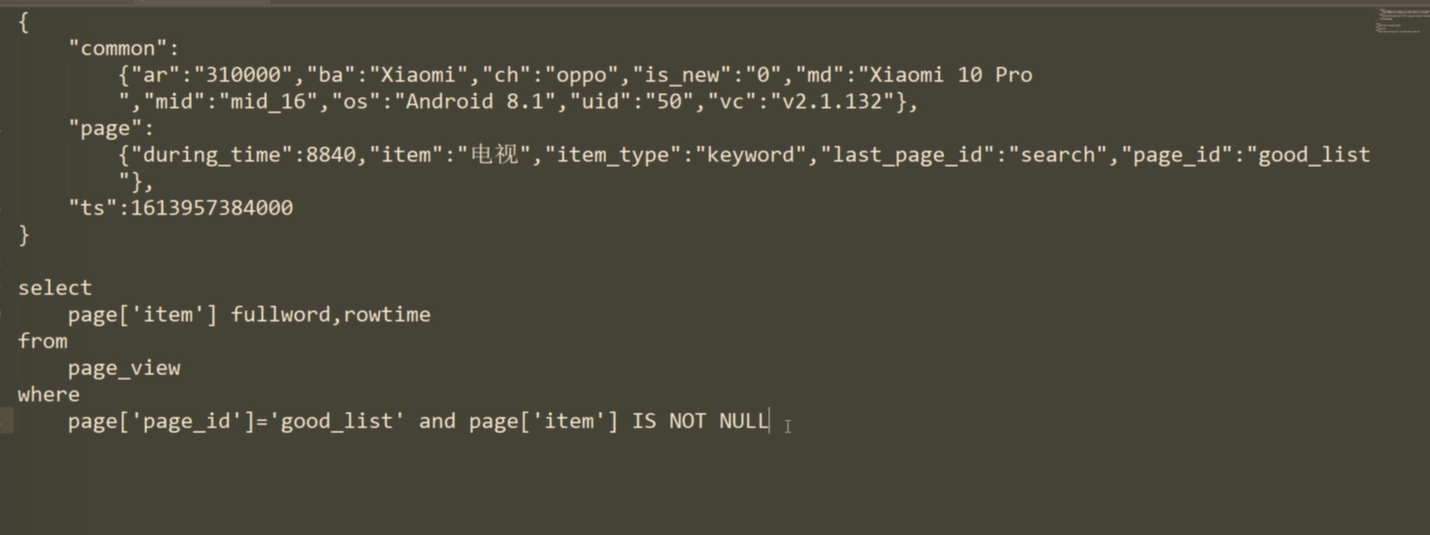 {
"common":
{"ar":"310000","ba":"Xiaomi","ch":"oppo","is_new":"0","md":"Xiaomi 10 Pro
","mid":"mid_16","os":"Android 8.1","uid":"50","vc":"v2.1.132"},
"page":
{"during_time":8840,"item":"电视","item_type":"keyword","last_page_id":"search","page_id":"good_list
"},
"ts":1613957384000
}
select
page['item'] fullword,rowtime
from
page_view
where
page['page_id']='good_list' and page['item'] IS NOT NULL